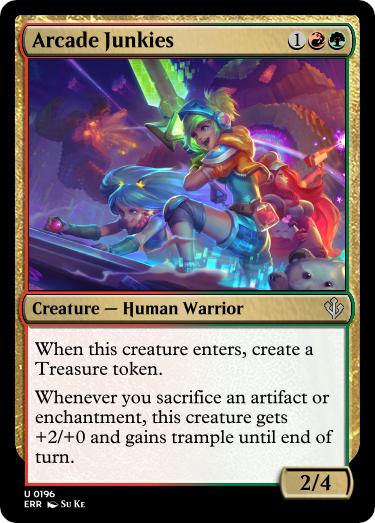 Arcade Junkies 1
Creature — Human Warrior
When this creature enters, create a
Treasure token.
Whenever you sacrifice an artifact or
enchantment, this creature gets
+2/+0 and gains trample until end of
turn.
2/4
U 0196
ERR SU KE